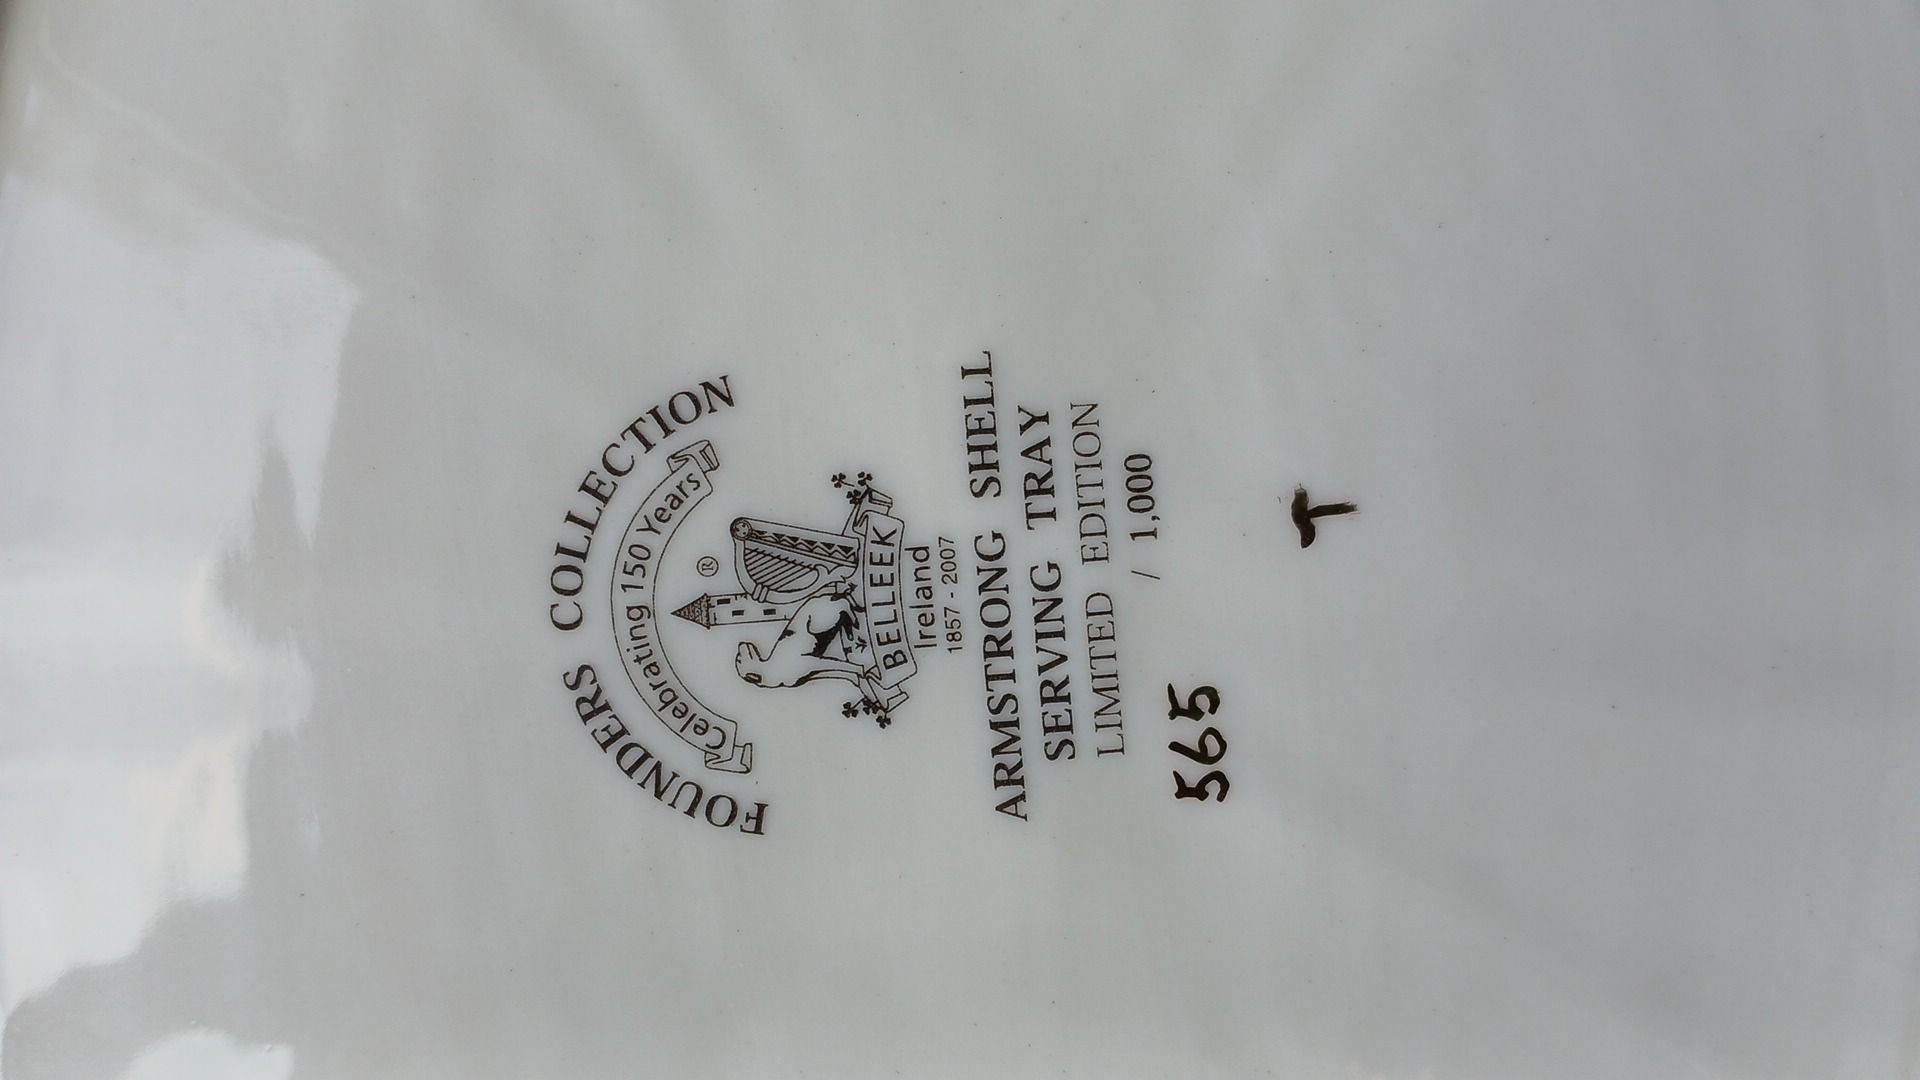 FOUNDERS COLLECTION
Celebrating 150 Years
®
BELLEEK
Ireland
1857 - 2007
ARMSTRONG SHELL
SERVING TRAY
LIMITED EDITION
565 / 1,000
T